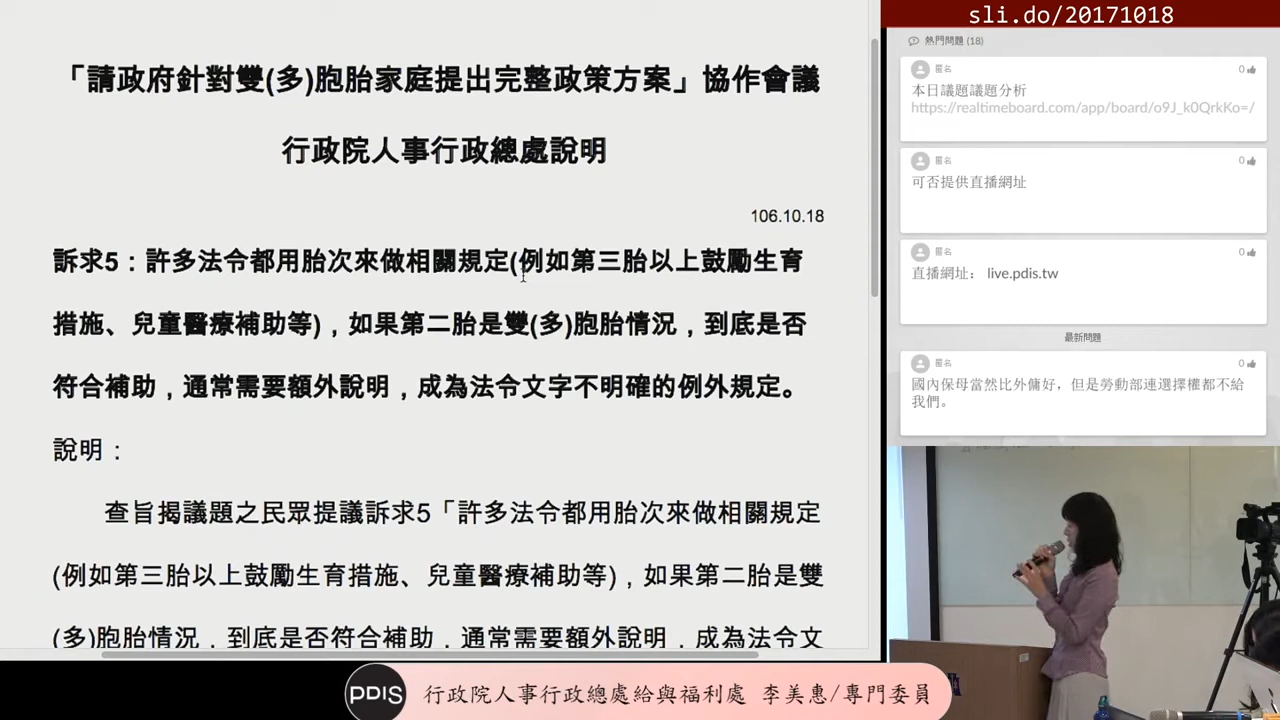 「請政府針對雙(多)胞胎家庭提出完整政策方案」協作會議
行政院人事行政總處說明
106.10.18
訴求5：許多法令都用胎次來做相關規定(例如第三胎以上鼓勵生育
措施、兒童醫療補助等)，如果第二胎是雙(多)胞胎情況，到底是否
符合補助，通常需要額外說明，成為法令文字不明確的例外規定。
說明：
查旨揭議題之民眾提議訴求5「許多法令都用胎次來做相關規定
(例如第三胎以上鼓勵生育措施、兒童醫療補助等)，如果第二胎是雙
(多)胞胎情況，到底是否符合補助，通常需要額外說明，成為法令文
sli.do/20171018
熱門問題 (18)
匿名
0
本日議題議題分析
https://realtimeboard.com/app/board/o9J_k0QrkKo=/
匿名
0
可否提供直播網址
匿名
0
直播網址： live.pdis.tw
最新問題
匿名
0
國內保母當然比外傭好，但是勞動部連選擇權都不給
我們。
PDIS
行政院人事行政總處給與福利處 李美惠/專門委員